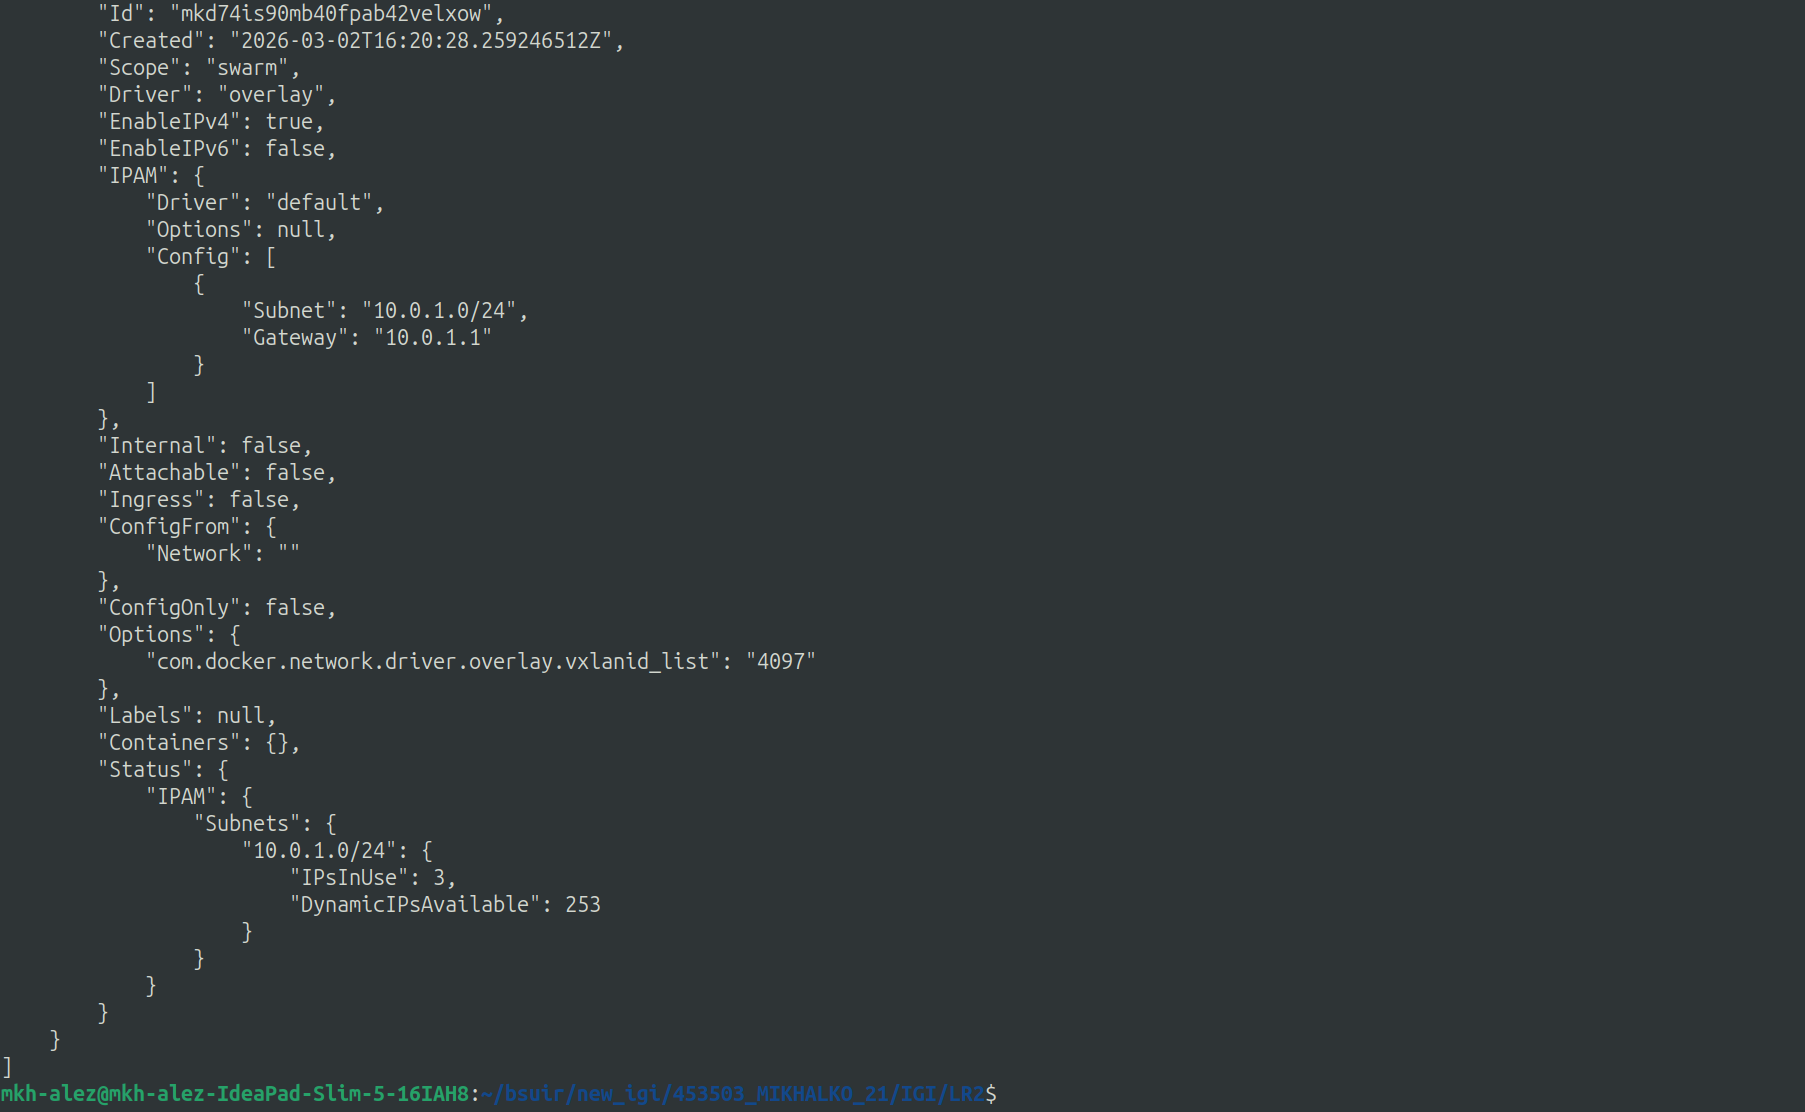 "Id": "mkd74is90mb40fpab42velxow",
"Created": "2026-03-02T16:20:28.259246512Z",
"Scope": "swarm",
"Driver": "overlay",
"EnableIPv4": true,
"EnableIPv6": false,
"IPAM": {
"Driver": "default",
"Options": null,
"Config": [
{
"Subnet": "10.0.1.0/24",
"Gateway": "10.0.1.1"
}
]
},
"Internal": false,
"Attachable": false,
"Ingress": false,
"ConfigFrom": {
"Network": ""
},
"ConfigOnly": false,
"Options": {
"com.docker.network.driver.overlay.vxlanid_list": "4097"
},
"Labels": null,
"Containers": {},
"Status": {
"IPAM": {
"Subnets": {
"10.0.1.0/24": {
"IPsInUse": 3,
"DynamicIPsAvailable": 253
}
}
}
}
}
]
mkh-alez@mkh-alez-IdeaPad-Slim-5-16IAH8:~/bsuir/new_igi/453503_MIKHALKO_21/IGI/LR2$